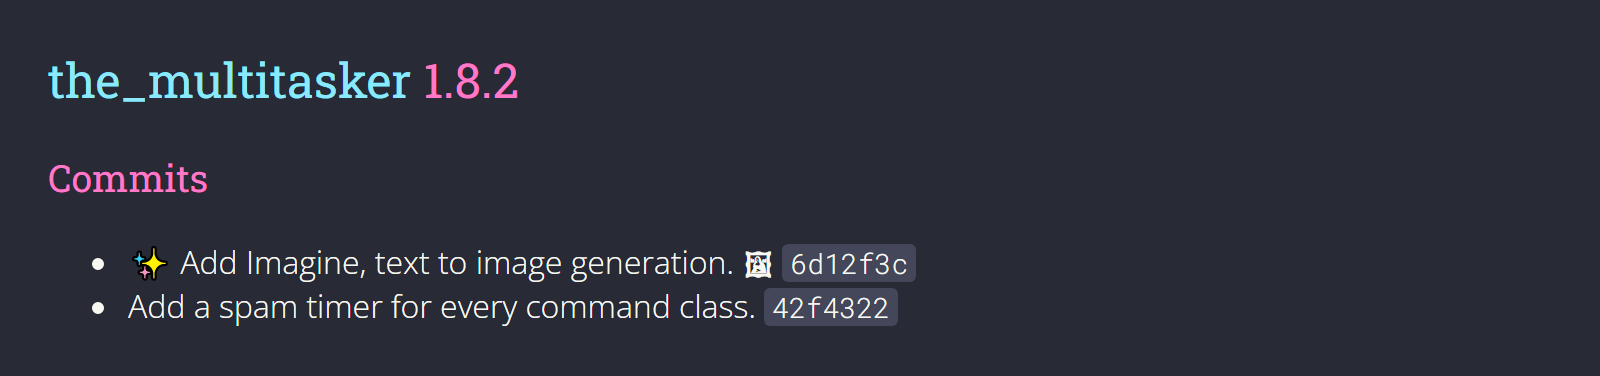 the_multitasker 1.8.2
Commits
✨ Add Imagine, text to image generation. 🖼 6d12f3c
Add a spam timer for every command class. 42f4322